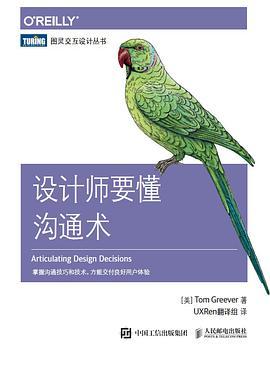 O'REILLY®
TURING 图灵交互设计丛书
设计师要懂
沟通术
Articulating Design Decisions
掌握沟通技巧和技术，方能交付良好用户体验
[美] Tom Greever 著
UXRen翻译组 译
中国工信出版集团 人民邮电出版社
POSTS & TELECOM PRESS